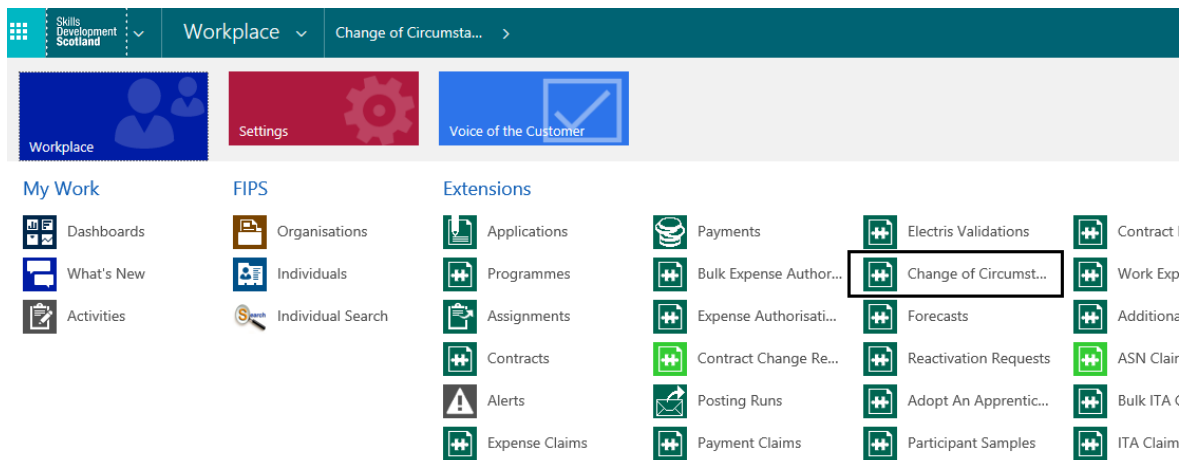 Skills
Development
Scotland
Workplace
Change of Circumsta...
Workplace
Settings
Voice of the Customer
My Work
FIPS
Extensions
Dashboards
Organisations
Applications
Payments
Electris Validations
Contract
What's New
Individuals
Programmes
Bulk Expense Author...
Change of Circumst...
Work Exp
Activities
Search
Individual Search
Assignments
Expense Authorisati...
Forecasts
Additiona
Contracts
Contract Change Re...
Reactivation Requests
ASN Clain
Alerts
Posting Runs
Adopt An Apprentic...
Bulk ITA
Expense Claims
Payment Claims
Participant Samples
ITA Claim